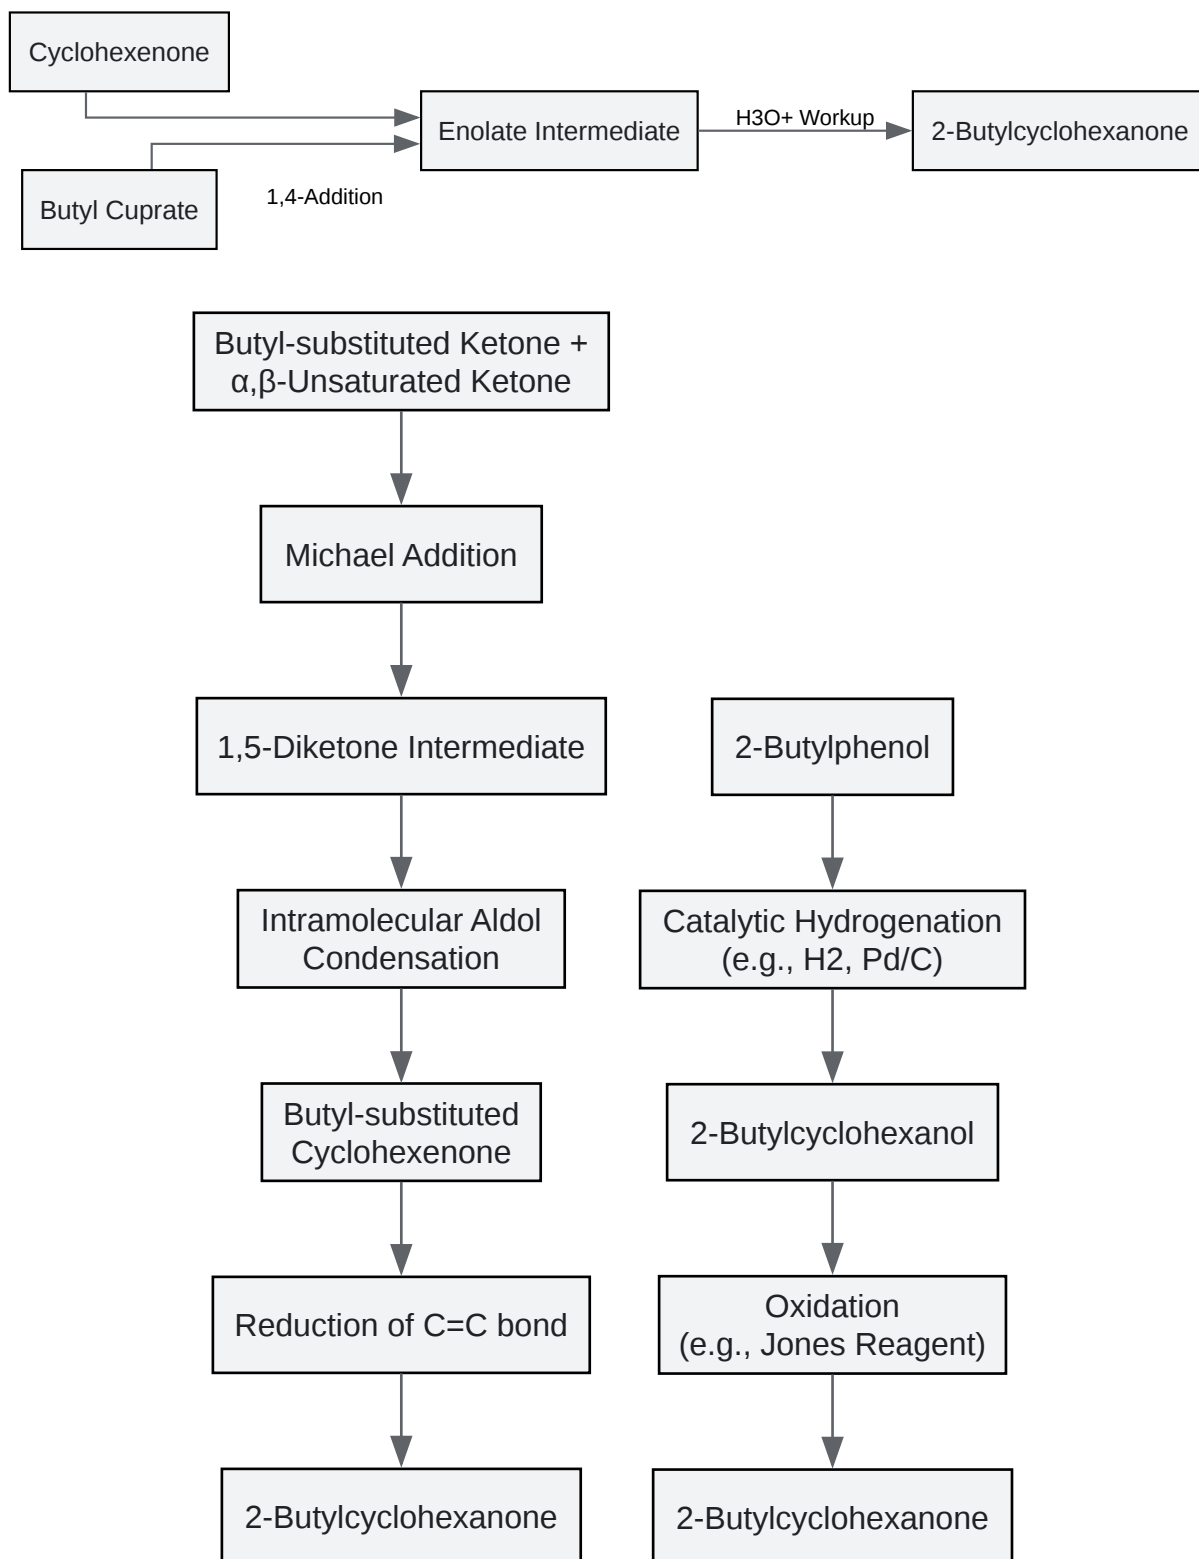 Cyclohexenone
Enolate Intermediate
H3O+ Workup
2-Butylcyclohexanone
Butyl Cuprate
1,4-Addition
Butyl-substituted Ketone +
α,β-Unsaturated Ketone
Michael Addition
1,5-Diketone Intermediate
Intramolecular Aldol
Condensation
Butyl-substituted
Cyclohexenone
Reduction of C=C bond
2-Butylcyclohexanone
2-Butylphenol
Catalytic Hydrogenation
(e.g., H2, Pd/C)
2-Butylcyclohexanol
Oxidation
(e.g., Jones Reagent)
2-Butylcyclohexanone